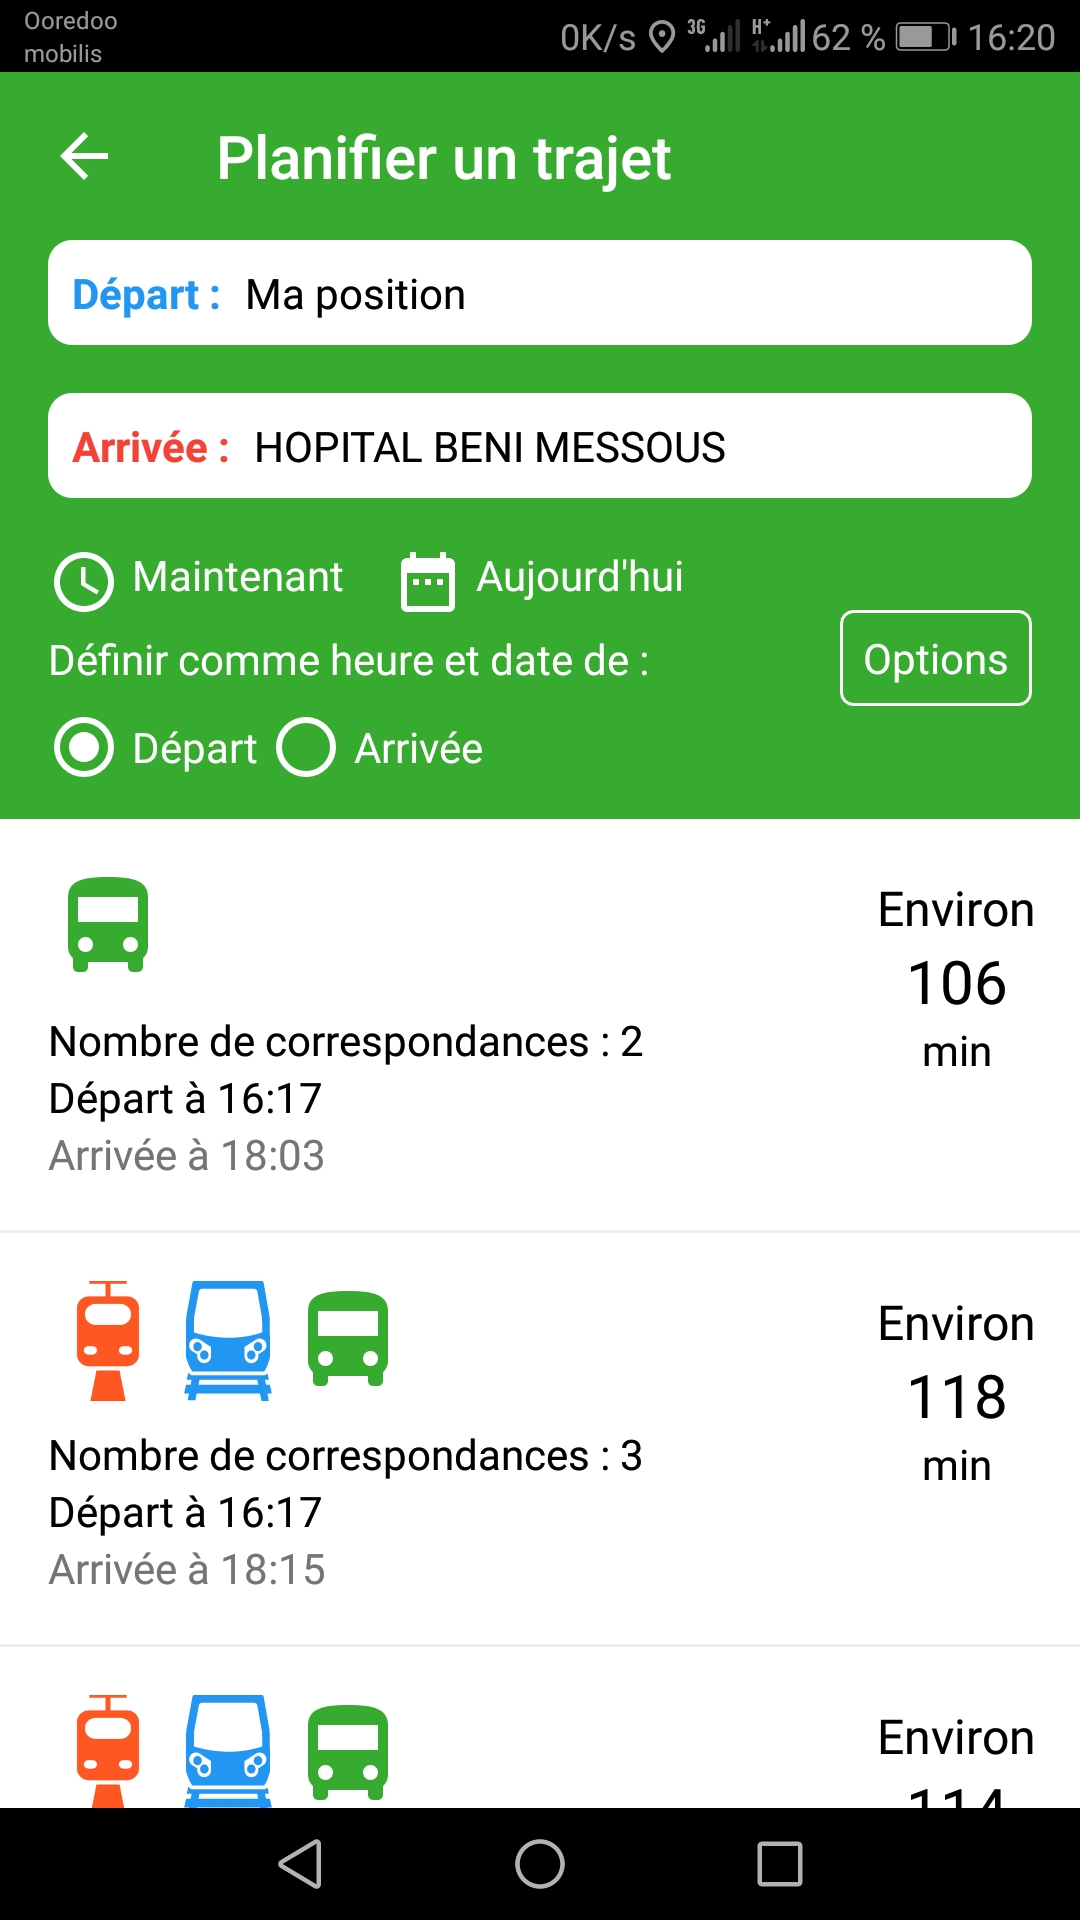 Ooredoo
mobilis
0K/s 3G H+ 62 % 16:20
Planifier un trajet
Départ : Ma position
Arrivée : HOPITAL BENI MESSOUS
Maintenant Aujourd'hui
Définir comme heure et date de :
Options
Départ Arrivée
Environ
106
min
Nombre de correspondances : 2
Départ à 16:17
Arrivée à 18:03
Environ
118
min
Nombre de correspondances : 3
Départ à 16:17
Arrivée à 18:15
Environ
114